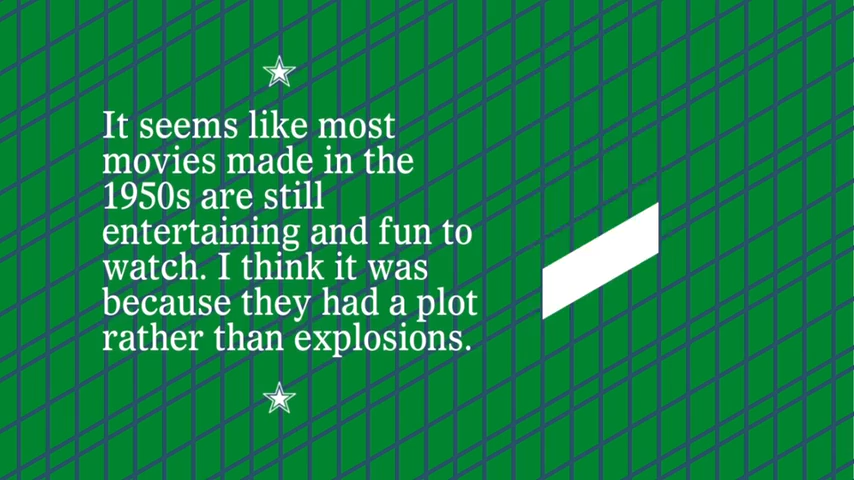 It seems like most
movies made in the
1950s are still
entertaining and fun to
watch. I think it was
because they had a plot
rather than explosions.